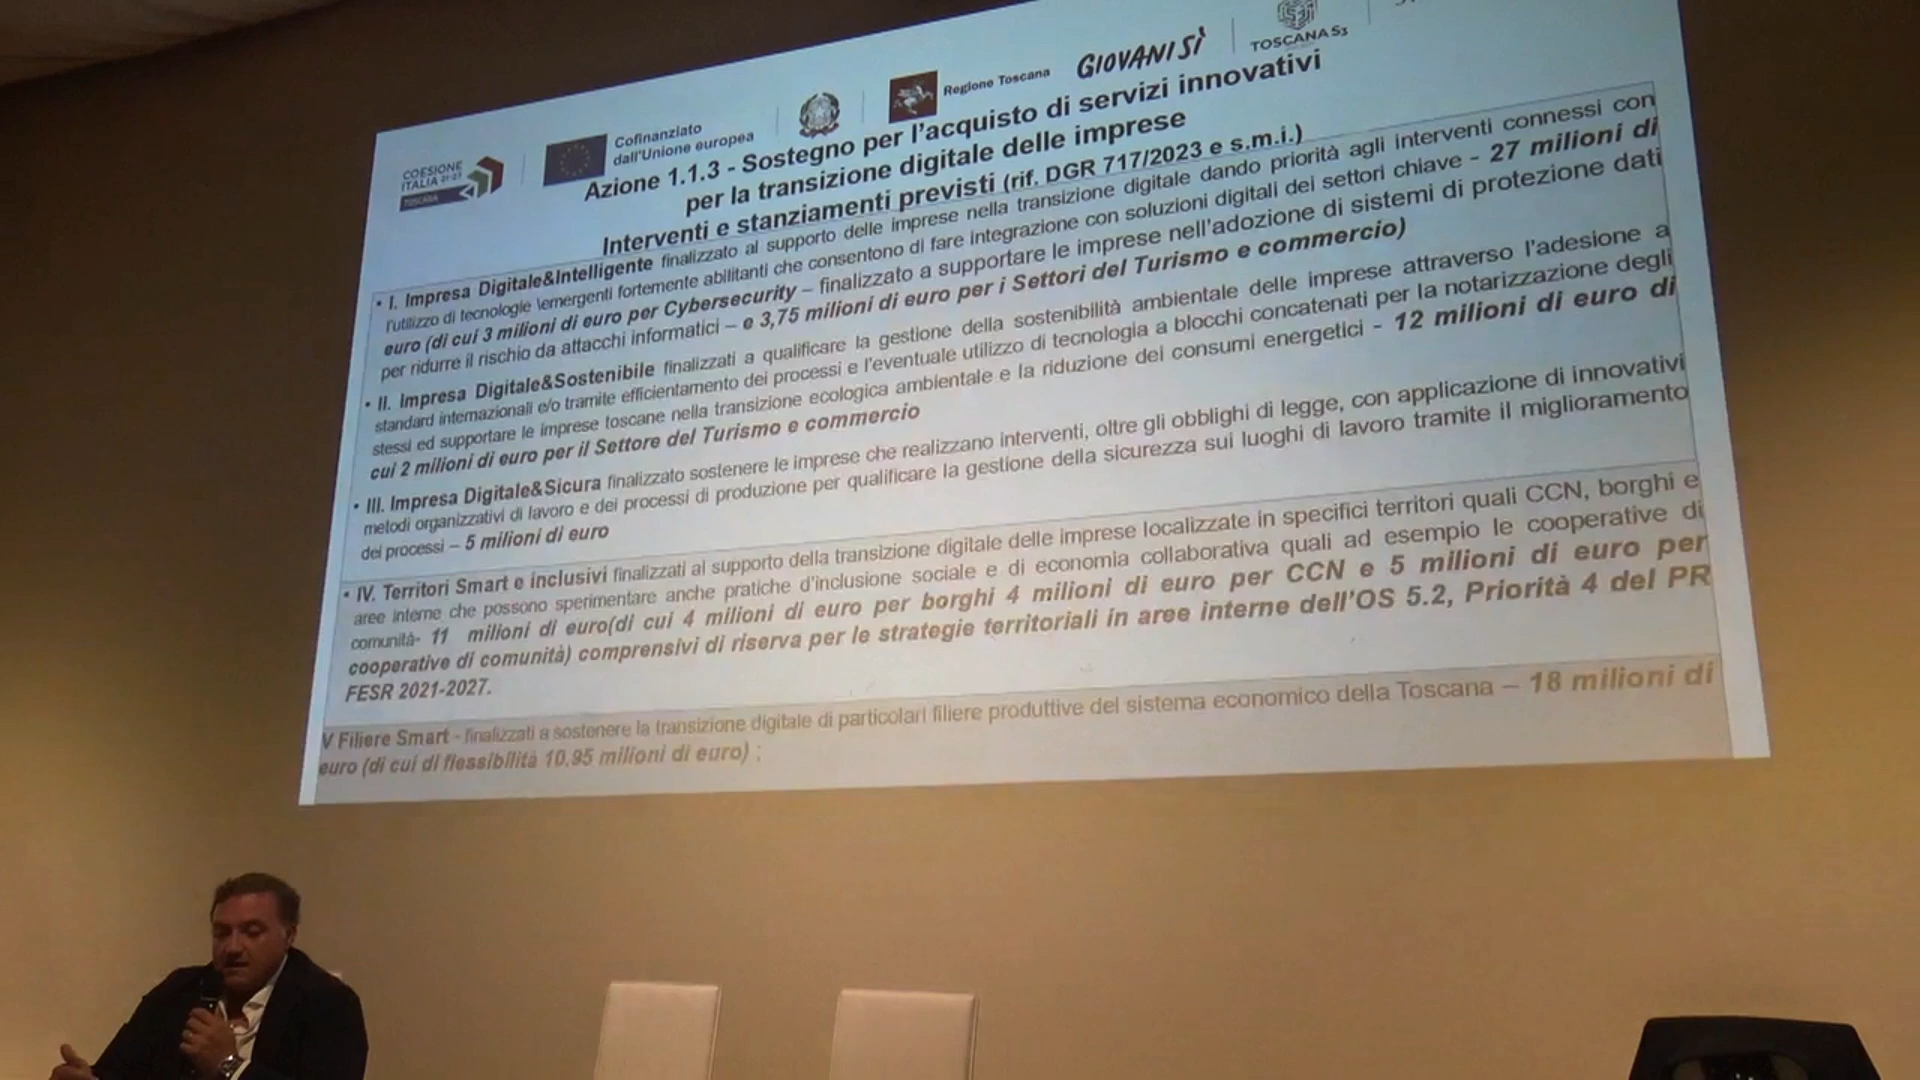 COESIONE
ITALIA 21-27
TOSCANA
Cofinanziato
dall'Unione europea
Regione Toscana
GIOVANISÌ
TOSCANA S3
Azione 1.1.3 - Sostegno per l'acquisto di servizi innovativi
per la transizione digitale delle imprese
Interventi e stanziamenti previsti (rif. DGR 717/2023 e s.m.i.)
• I. Impresa Digitale&Intelligente finalizzato al supporto delle imprese nella transizione digitale dando priorità agli interventi connessi con
l'utilizzo di tecnologie \emergenti fortemente abilitanti che consentono di fare integrazione con soluzioni digitali dei settori chiave - 27 milioni di
euro (di cui 3 milioni di euro per Cybersecurity – finalizzato a supportare le imprese nell'adozione di sistemi di protezione dati
per ridurre il rischio da attacchi informatici – e 3,75 milioni di euro per i Settori del Turismo e commercio)
• II. Impresa Digitale&Sostenibile finalizzati a qualificare la gestione della sostenibilità ambientale delle imprese attraverso l'adesione a
standard internazionali e/o tramite efficientamento dei processi e l'eventuale utilizzo di tecnologia a blocchi concatenati per la notarizzazione degli
stessi ed supportare le imprese toscane nella transizione ecologica ambientale e la riduzione dei consumi energetici - 12 milioni di euro di
cui 2 milioni di euro per il Settore del Turismo e commercio
• III. Impresa Digitale&Sicura finalizzato sostenere le imprese che realizzano interventi, oltre gli obblighi di legge, con applicazione di innovativi
metodi organizzativi di lavoro e dei processi di produzione per qualificare la gestione della sicurezza sui luoghi di lavoro tramite il miglioramento
dei processi – 5 milioni di euro
• IV. Territori Smart e inclusivi finalizzati al supporto della transizione digitale delle imprese localizzate in specifici territori quali CCN, borghi e
aree interne che possono sperimentare anche pratiche d'inclusione sociale e di economia collaborativa quali ad esempio le cooperative di
comunità- 11 milioni di euro(di cui 4 milioni di euro per borghi 4 milioni di euro per CCN e 5 milioni di euro per
cooperative di comunità) comprensivi di riserva per le strategie territoriali in aree interne dell'OS 5.2, Priorità 4 del PR
FESR 2021-2027.
V Filiere Smart - finalizzati a sostenere la transizione digitale di particolari filiere produttive del sistema economico della Toscana – 18 milioni di
euro (di cui di flessibilità 10,95 milioni di euro) ;